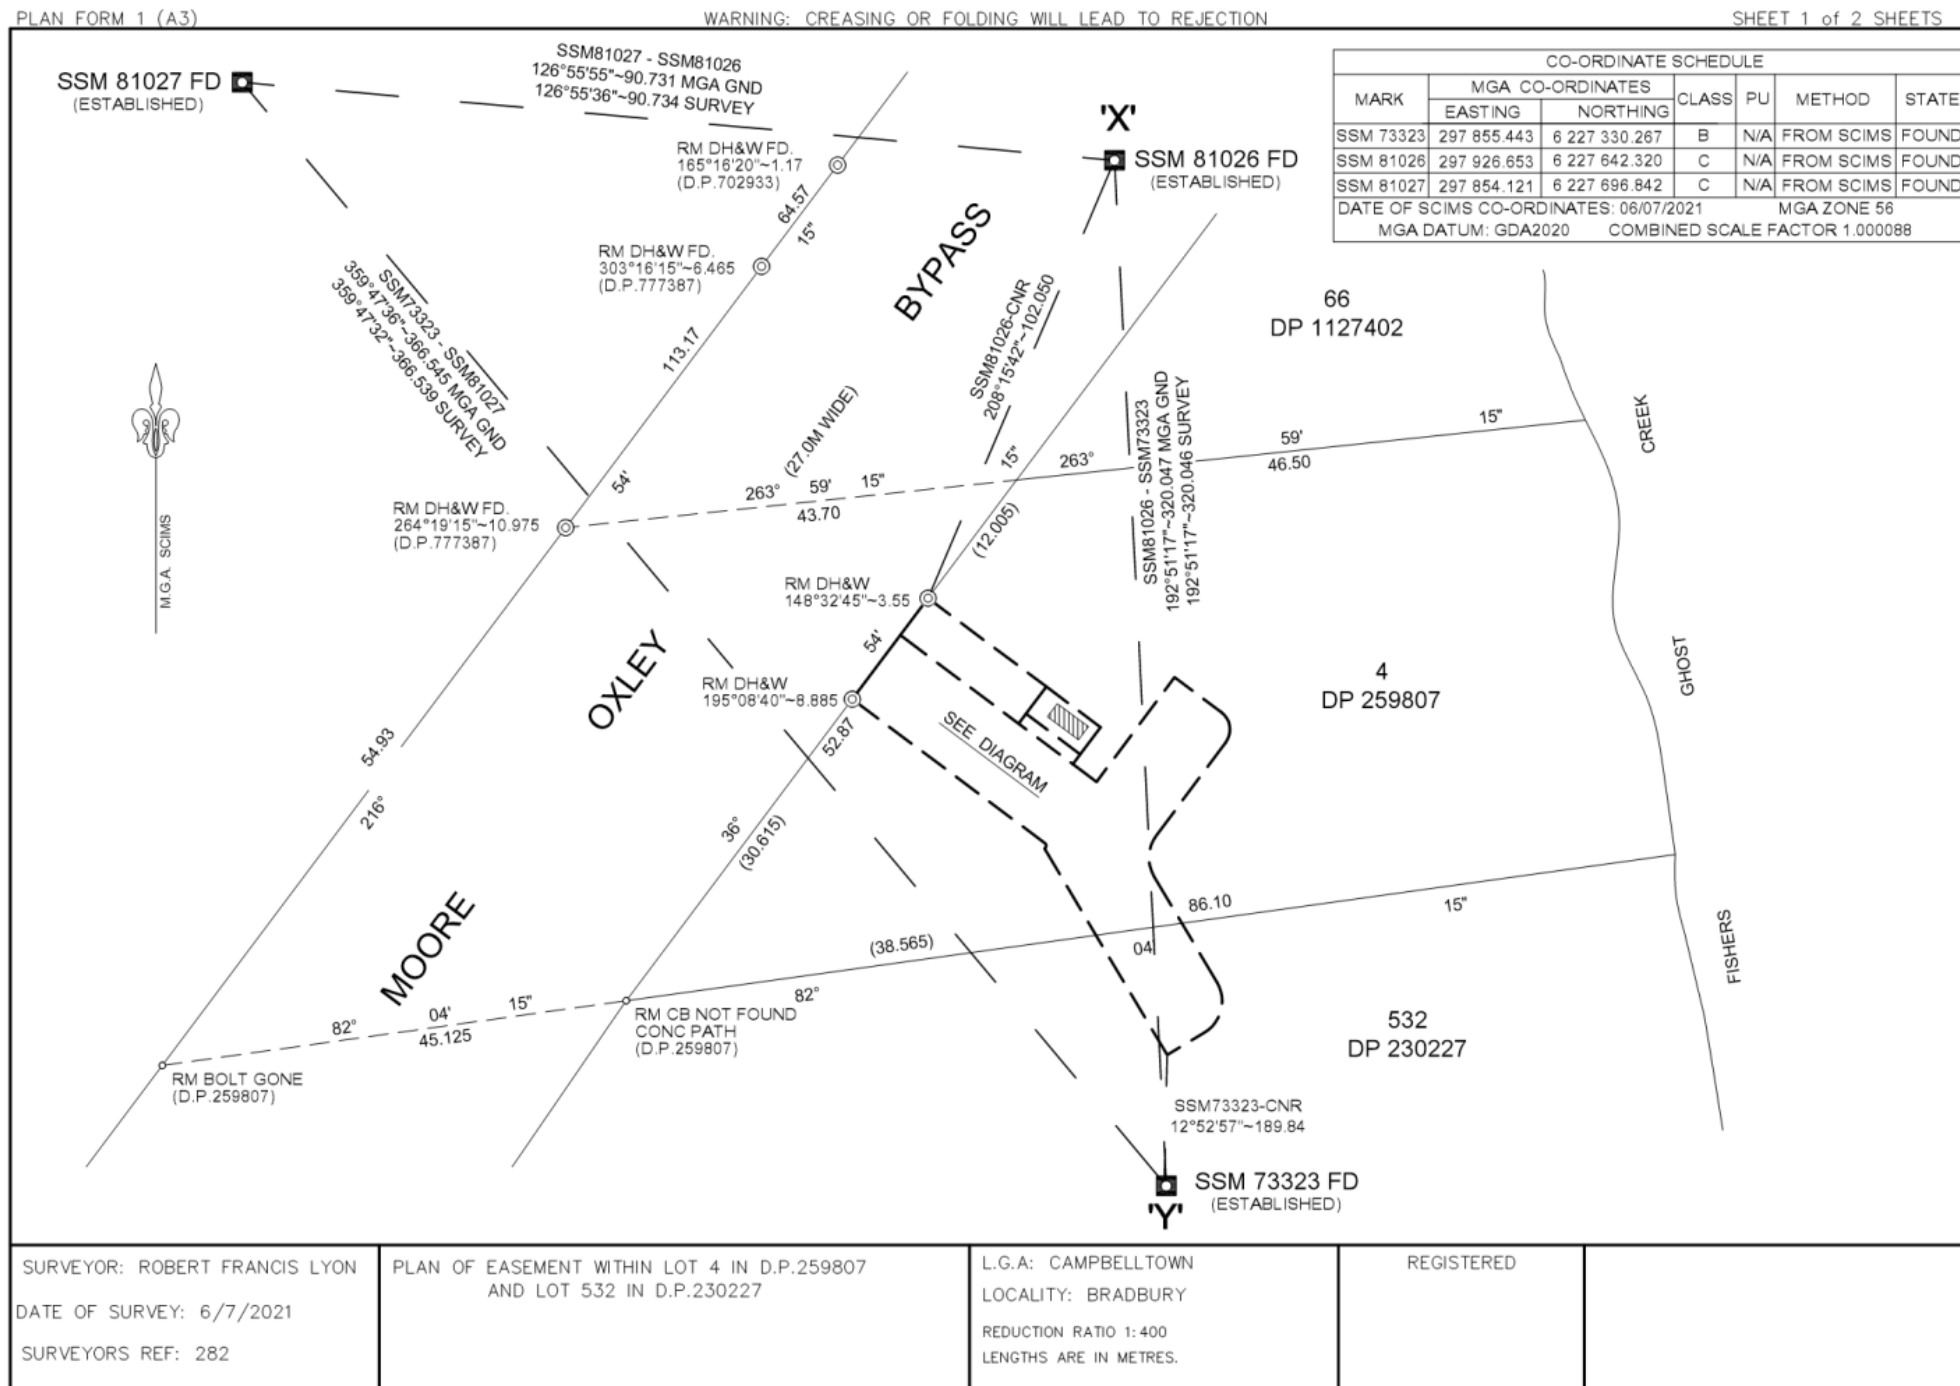 PLAN FORM 1 (A3)
WARNING: CREASING OR FOLDING WILL LEAD TO REJECTION
SHEET 1 of 2 SHEETS
SSM 81027 FD
(ESTABLISHED)
SSM81027 - SSM81026
126°55'55"~90.731 MGA GND
126°55'36"~90.734 SURVEY
'X'
SSM 81026 FD
(ESTABLISHED)
CO-ORDINATE SCHEDULE
MARK MGA CO-ORDINATES CLASS PU METHOD STATE
EASTING NORTHING
SSM 73323 297 855.443 6 227 330.267 B N/A FROM SCIMS FOUND
SSM 81026 297 926.653 6 227 642.320 C N/A FROM SCIMS FOUND
SSM 81027 297 854.121 6 227 696.842 C N/A FROM SCIMS FOUND
DATE OF SCIMS CO-ORDINATES: 06/07/2021 MGA ZONE 56
MGA DATUM: GDA2020 COMBINED SCALE FACTOR 1.000088
RM DH&W FD.
165°16'20"~1.17
(D.P.702933)
64.57
15"
RM DH&W FD.
303°16'15"~6.465
(D.P.777387)
BYPASS
SSM73323 - SSM81027
359°47'36"~366.545 MGA GND
359°47'32"~366.539 SURVEY
113.17
SSM81026-CNR
208°15'42"~102.050
66
DP 1127402
(27.0M WIDE)
SSM81026 - SSM73323
192°51'17"~320.047 MGA GND
192°51'17"~320.046 SURVEY
CREEK
54'
15"
263° 59' 15"
46.50
263° 59' 15"
43.70
RM DH&W FD.
264°19'15"~10.975
(D.P.777387)
(12.005)
M.G.A. SCIMS
RM DH&W
148°32'45"~3.55
54'
OXLEY
RM DH&W
195°08'40"~8.885
52.87
SEE DIAGRAM
4
DP 259807
GHOST
54.93
216°
36°
(30.615)
MOORE
86.10
15"
(38.565)
04
82°
FISHERS
82° 04' 15"
45.125
RM CB NOT FOUND
CONC PATH
(D.P.259807)
532
DP 230227
RM BOLT GONE
(D.P.259807)
SSM73323-CNR
12°52'57"~189.84
SSM 73323 FD
(ESTABLISHED)
'Y'
SURVEYOR: ROBERT FRANCIS LYON
DATE OF SURVEY: 6/7/2021
SURVEYORS REF: 282
PLAN OF EASEMENT WITHIN LOT 4 IN D.P.259807
AND LOT 532 IN D.P.230227
L.G.A: CAMPBELLTOWN
LOCALITY: BRADBURY
REDUCTION RATIO 1:400
LENGTHS ARE IN METRES.
REGISTERED